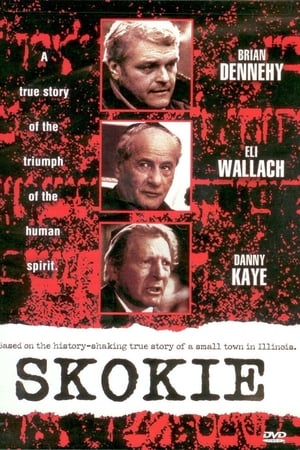 A
true story
of the
triumph
of the
human
spirit.
BRIAN
DENNEHY
ELI
WALLACH
DANNY
KAYE
Based on the history-shaking true story of a small town in Illinois.
SKOKIE
DVD